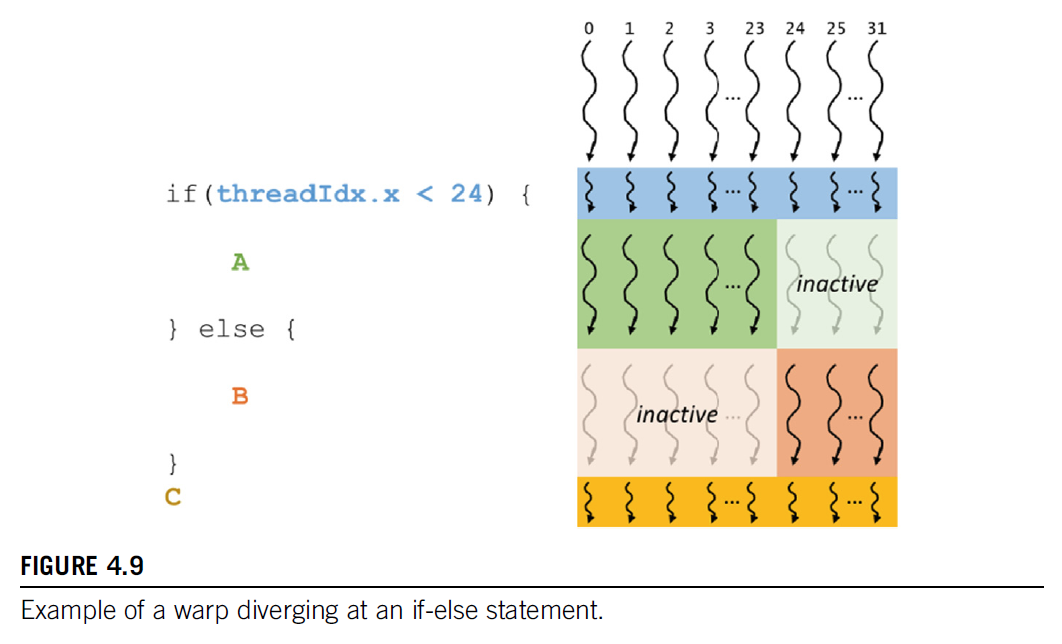 0 1 2 3 23 24 25 31
... ...
if(threadIdx.x < 24) {
... ...
A
... inactive
} else {
B
inactive ... ...
}
C
... ...
FIGURE 4.9
Example of a warp diverging at an if-else statement.